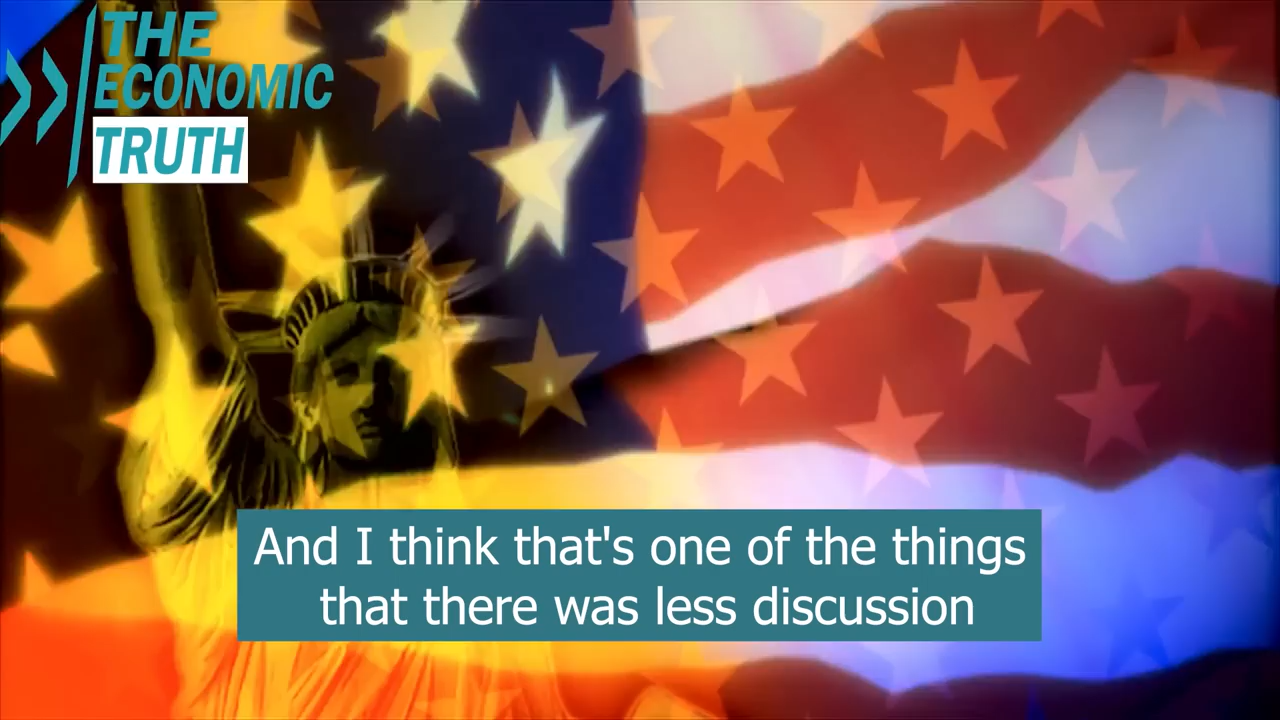 THE
ECONOMIC
TRUTH
And I think that's one of the things
that there was less discussion